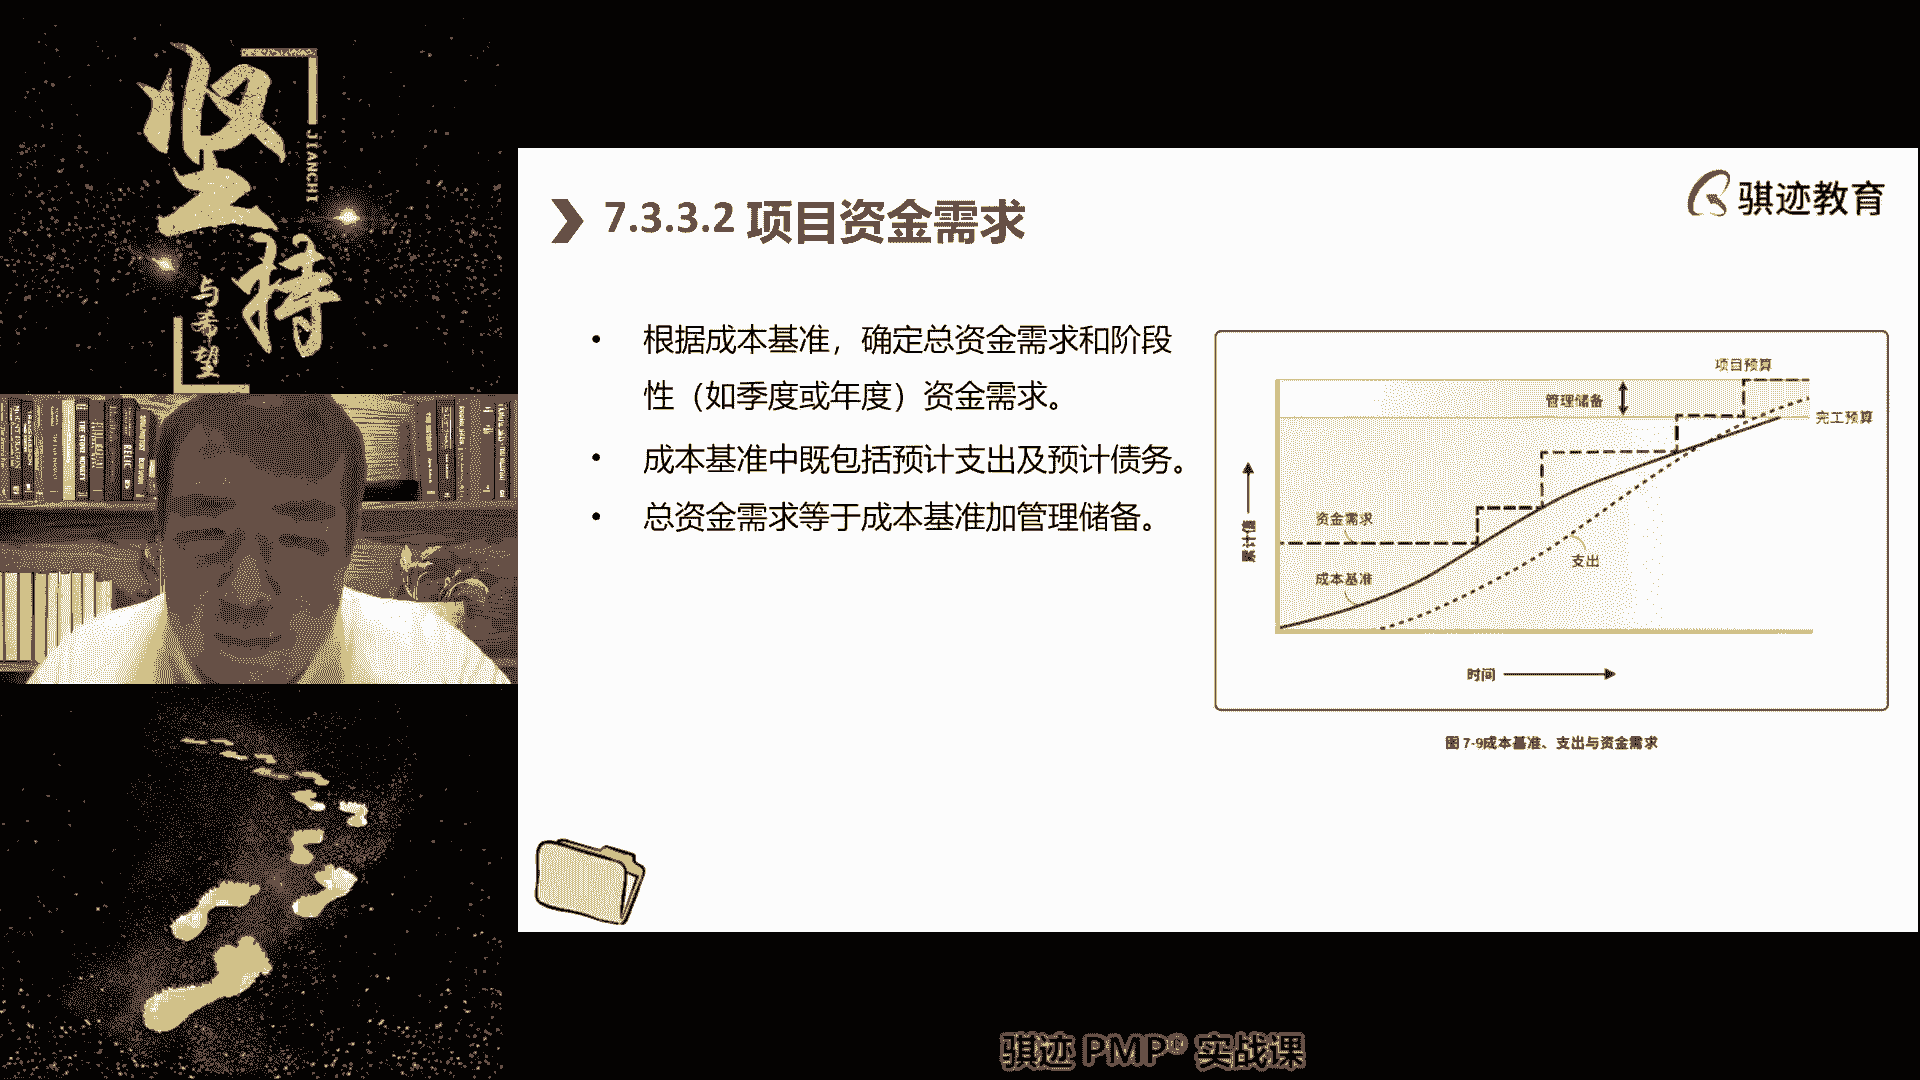 坚持
JIANCHI
与希望
7.3.3.2 项目资金需求
骐迹教育
• 根据成本基准，确定总资金需求和阶段
性（如季度或年度）资金需求。
• 成本基准中既包括预计支出及预计债务。
• 总资金需求等于成本基准加管理储备。
项目预算
管理储备
完工预算
资金需求
成本基准
支出
累计值
时间
图 7-9成本基准、支出与资金需求
骐迹 PMP® 实战课